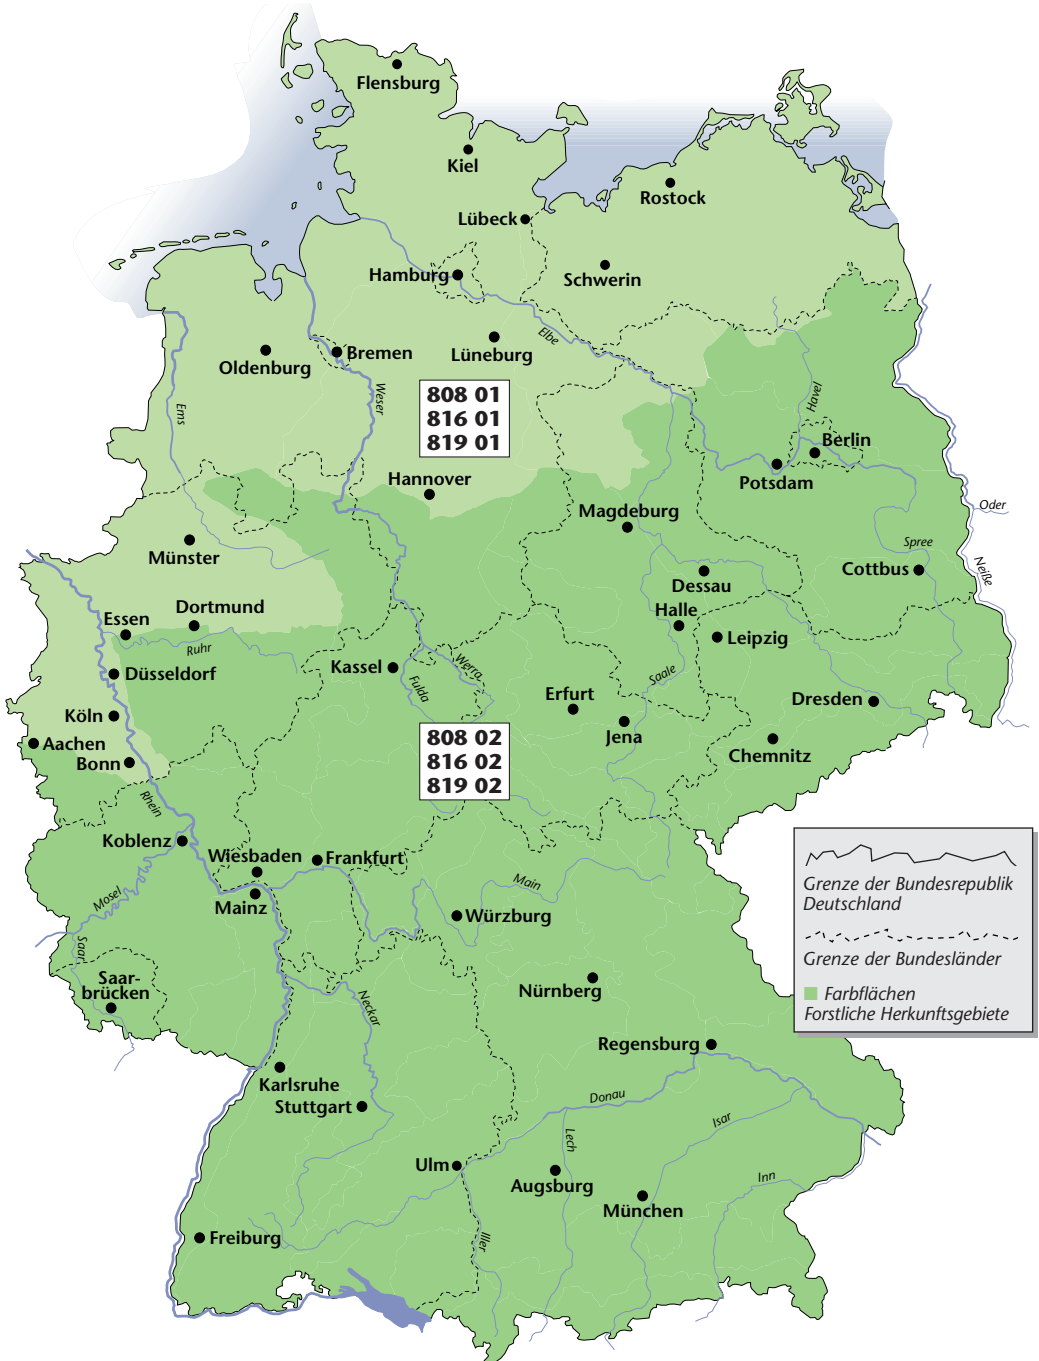 Flensburg
Kiel
Rostock
Lübeck
Hamburg
Schwerin
Elbe
Lüneburg
Bremen
Oldenburg
Ems
Weser
808 01
816 01
819 01
Havel
Berlin
Potsdam
Hannover
Magdeburg
Oder
Spree
Neiße
Münster
Cottbus
Dessau
Halle
Essen
Dortmund
Ruhr
Leipzig
Düsseldorf
Kassel
Werra
Fulda
Saale
Erfurt
Dresden
Köln
Jena
Aachen
Bonn
808 02
816 02
819 02
Chemnitz
Rhein
Koblenz
Wiesbaden
Frankfurt
Mosel
Mainz
Main
Würzburg
Grenze der Bundesrepublik
Deutschland
Grenze der Bundesländer
Farbflächen
Forstliche Herkunftsgebiete
Saar
Saar-
brücken
Nürnberg
Neckar
Regensburg
Karlsruhe
Stuttgart
Donau
Isar
Lech
Ulm
Augsburg
Inn
München
Freiburg
Iller